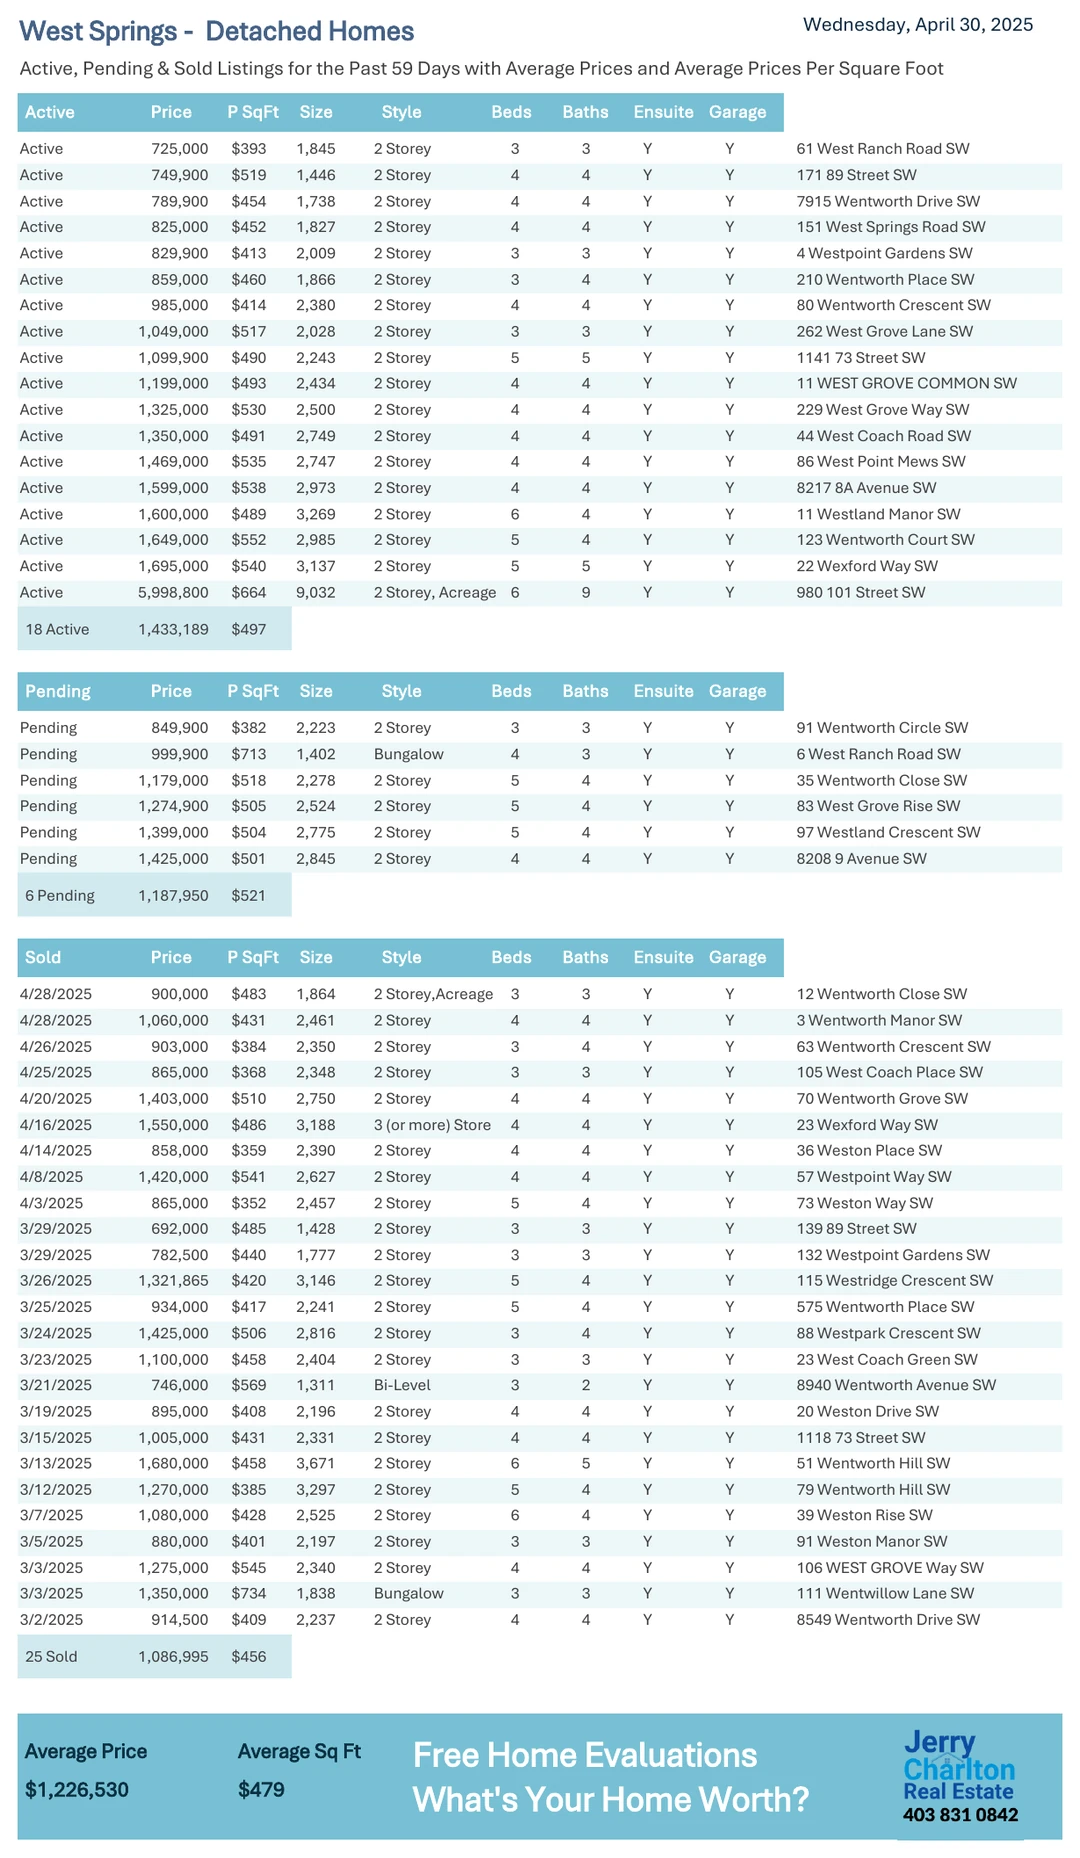 West Springs - Detached Homes
Wednesday, April 30, 2025
Active, Pending & Sold Listings for the Past 59 Days with Average Prices and Average Prices Per Square Foot
Active Price P SqFt Size Style Beds Baths Ensuite Garage
Active 725,000 $393 1,845 2 Storey 3 3 Y Y 61 West Ranch Road SW
Active 749,900 $519 1,446 2 Storey 4 4 Y Y 171 89 Street SW
Active 789,900 $454 1,738 2 Storey 4 4 Y Y 7915 Wentworth Drive SW
Active 825,000 $452 1,827 2 Storey 4 4 Y Y 151 West Springs Road SW
Active 829,900 $413 2,009 2 Storey 3 3 Y Y 4 Westpoint Gardens SW
Active 859,000 $460 1,866 2 Storey 3 4 Y Y 210 Wentworth Place SW
Active 985,000 $414 2,380 2 Storey 4 4 Y Y 80 Wentworth Crescent SW
Active 1,049,000 $517 2,028 2 Storey 3 3 Y Y 262 West Grove Lane SW
Active 1,099,900 $490 2,243 2 Storey 5 5 Y Y 1141 73 Street SW
Active 1,199,000 $493 2,434 2 Storey 4 4 Y Y 11 WEST GROVE COMMON SW
Active 1,325,000 $530 2,500 2 Storey 4 4 Y Y 229 West Grove Way SW
Active 1,350,000 $491 2,749 2 Storey 4 4 Y Y 44 West Coach Road SW
Active 1,469,000 $535 2,747 2 Storey 4 4 Y Y 86 West Point Mews SW
Active 1,599,000 $538 2,973 2 Storey 4 4 Y Y 8217 8A Avenue SW
Active 1,600,000 $489 3,269 2 Storey 6 4 Y Y 11 Westland Manor SW
Active 1,649,000 $552 2,985 2 Storey 5 4 Y Y 123 Wentworth Court SW
Active 1,695,000 $540 3,137 2 Storey 5 5 Y Y 22 Wexford Way SW
Active 5,998,800 $664 9,032 2 Storey, Acreage 6 9 Y Y 980 101 Street SW
18 Active 1,433,189 $497
Pending Price P SqFt Size Style Beds Baths Ensuite Garage
Pending 849,900 $382 2,223 2 Storey 3 3 Y Y 91 Wentworth Circle SW
Pending 999,900 $713 1,402 Bungalow 4 3 Y Y 6 West Ranch Road SW
Pending 1,179,000 $518 2,278 2 Storey 5 4 Y Y 35 Wentworth Close SW
Pending 1,274,900 $505 2,524 2 Storey 5 4 Y Y 83 West Grove Rise SW
Pending 1,399,000 $504 2,775 2 Storey 5 4 Y Y 97 Westland Crescent SW
Pending 1,425,000 $501 2,845 2 Storey 4 4 Y Y 8208 9 Avenue SW
6 Pending 1,187,950 $521
Sold Price P SqFt Size Style Beds Baths Ensuite Garage
4/28/2025 900,000 $483 1,864 2 Storey,Acreage 3 3 Y Y 12 Wentworth Close SW
4/28/2025 1,060,000 $431 2,461 2 Storey 4 4 Y Y 3 Wentworth Manor SW
4/26/2025 903,000 $384 2,350 2 Storey 3 4 Y Y 63 Wentworth Crescent SW
4/25/2025 865,000 $368 2,348 2 Storey 3 3 Y Y 105 West Coach Place SW
4/20/2025 1,403,000 $510 2,750 2 Storey 4 4 Y Y 70 Wentworth Grove SW
4/16/2025 1,550,000 $486 3,188 3 (or more) Store 4 4 Y Y 23 Wexford Way SW
4/14/2025 858,000 $359 2,390 2 Storey 4 4 Y Y 36 Weston Place SW
4/8/2025 1,420,000 $541 2,627 2 Storey 4 4 Y Y 57 Westpoint Way SW
4/3/2025 865,000 $352 2,457 2 Storey 5 4 Y Y 73 Weston Way SW
3/29/2025 692,000 $485 1,428 2 Storey 3 3 Y Y 139 89 Street SW
3/29/2025 782,500 $440 1,777 2 Storey 3 3 Y Y 132 Westpoint Gardens SW
3/26/2025 1,321,865 $420 3,146 2 Storey 5 4 Y Y 115 Westridge Crescent SW
3/25/2025 934,000 $417 2,241 2 Storey 5 4 Y Y 575 Wentworth Place SW
3/24/2025 1,425,000 $506 2,816 2 Storey 3 4 Y Y 88 Westpark Crescent SW
3/23/2025 1,100,000 $458 2,404 2 Storey 3 3 Y Y 23 West Coach Green SW
3/21/2025 746,000 $569 1,311 Bi-Level 3 2 Y Y 8940 Wentworth Avenue SW
3/19/2025 895,000 $408 2,196 2 Storey 4 4 Y Y 20 Weston Drive SW
3/15/2025 1,005,000 $431 2,331 2 Storey 4 4 Y Y 1118 73 Street SW
3/13/2025 1,680,000 $458 3,671 2 Storey 6 5 Y Y 51 Wentworth Hill SW
3/12/2025 1,270,000 $385 3,297 2 Storey 5 4 Y Y 79 Wentworth Hill SW
3/7/2025 1,080,000 $428 2,525 2 Storey 6 4 Y Y 39 Weston Rise SW
3/5/2025 880,000 $401 2,197 2 Storey 3 3 Y Y 91 Weston Manor SW
3/3/2025 1,275,000 $545 2,340 2 Storey 4 4 Y Y 106 WEST GROVE Way SW
3/3/2025 1,350,000 $734 1,838 Bungalow 3 3 Y Y 111 Wentwillow Lane SW
3/2/2025 914,500 $409 2,237 2 Storey 4 4 Y Y 8549 Wentworth Drive SW
25 Sold 1,086,995 $456
Average Price Average Sq Ft
$1,226,530 $479
Free Home Evaluations
What's Your Home Worth?
Jerry
Charlton
Real Estate
403 831 0842